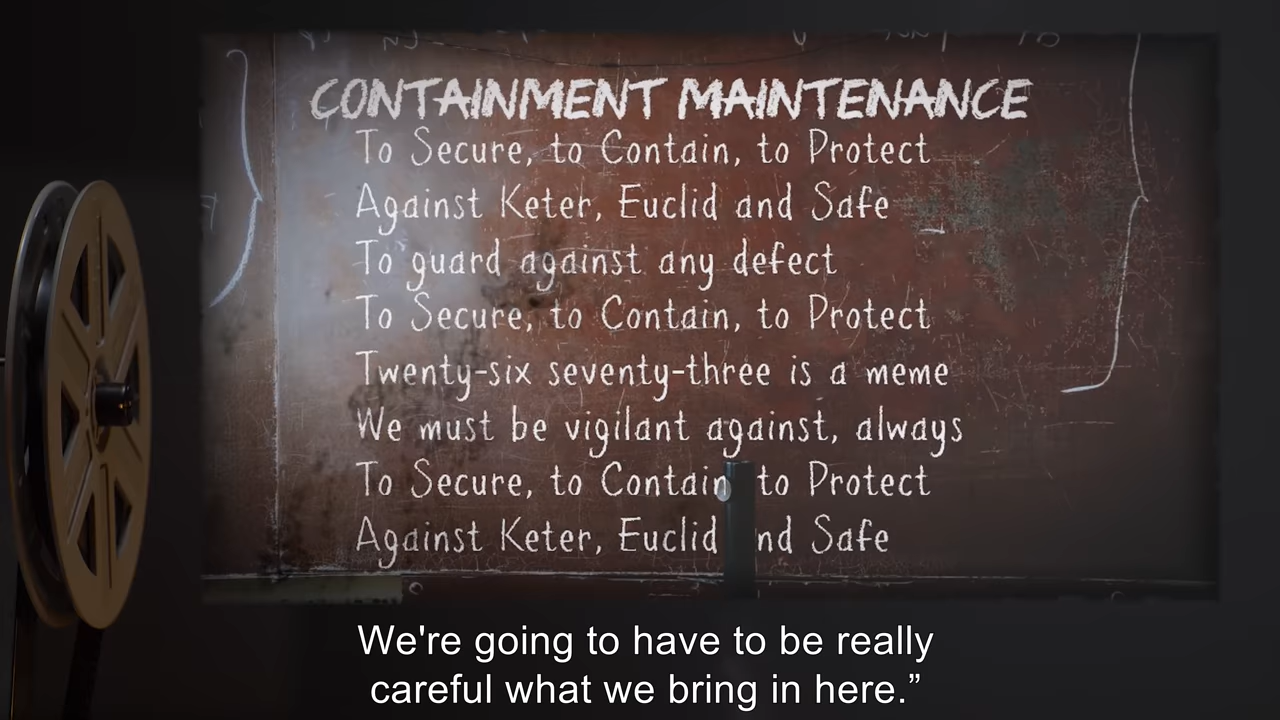 CONTAINMENT MAINTENANCE
To Secure, to Contain, to Protect
Against Keter, Euclid and Safe
To guard against any defect
To Secure, to Contain, to Protect
Twenty-six seventy-three is a meme
We must be vigilant against, always
To Secure, to Contain, to Protect
Against Keter, Euclid nd Safe
We're going to have to be really
careful what we bring in here.”